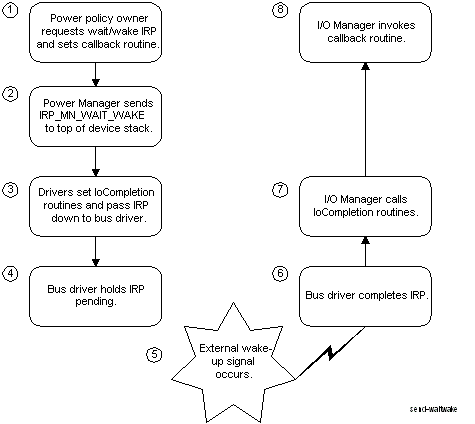 1
Power policy owner
requests wait/wake IRP
and sets callback routine.
2
Power Manager sends
IRP_MN_WAIT_WAKE
to top of device stack.
3
Drivers set IoCompletion
routines and pass IRP
down to bus driver.
4
Bus driver holds IRP
pending.
5
External wake-
up signal
occurs.
6
Bus driver completes IRP.
7
I/O Manager calls
IoCompletion routines.
8
I/O Manager invokes
callback routine.
send-waitwake